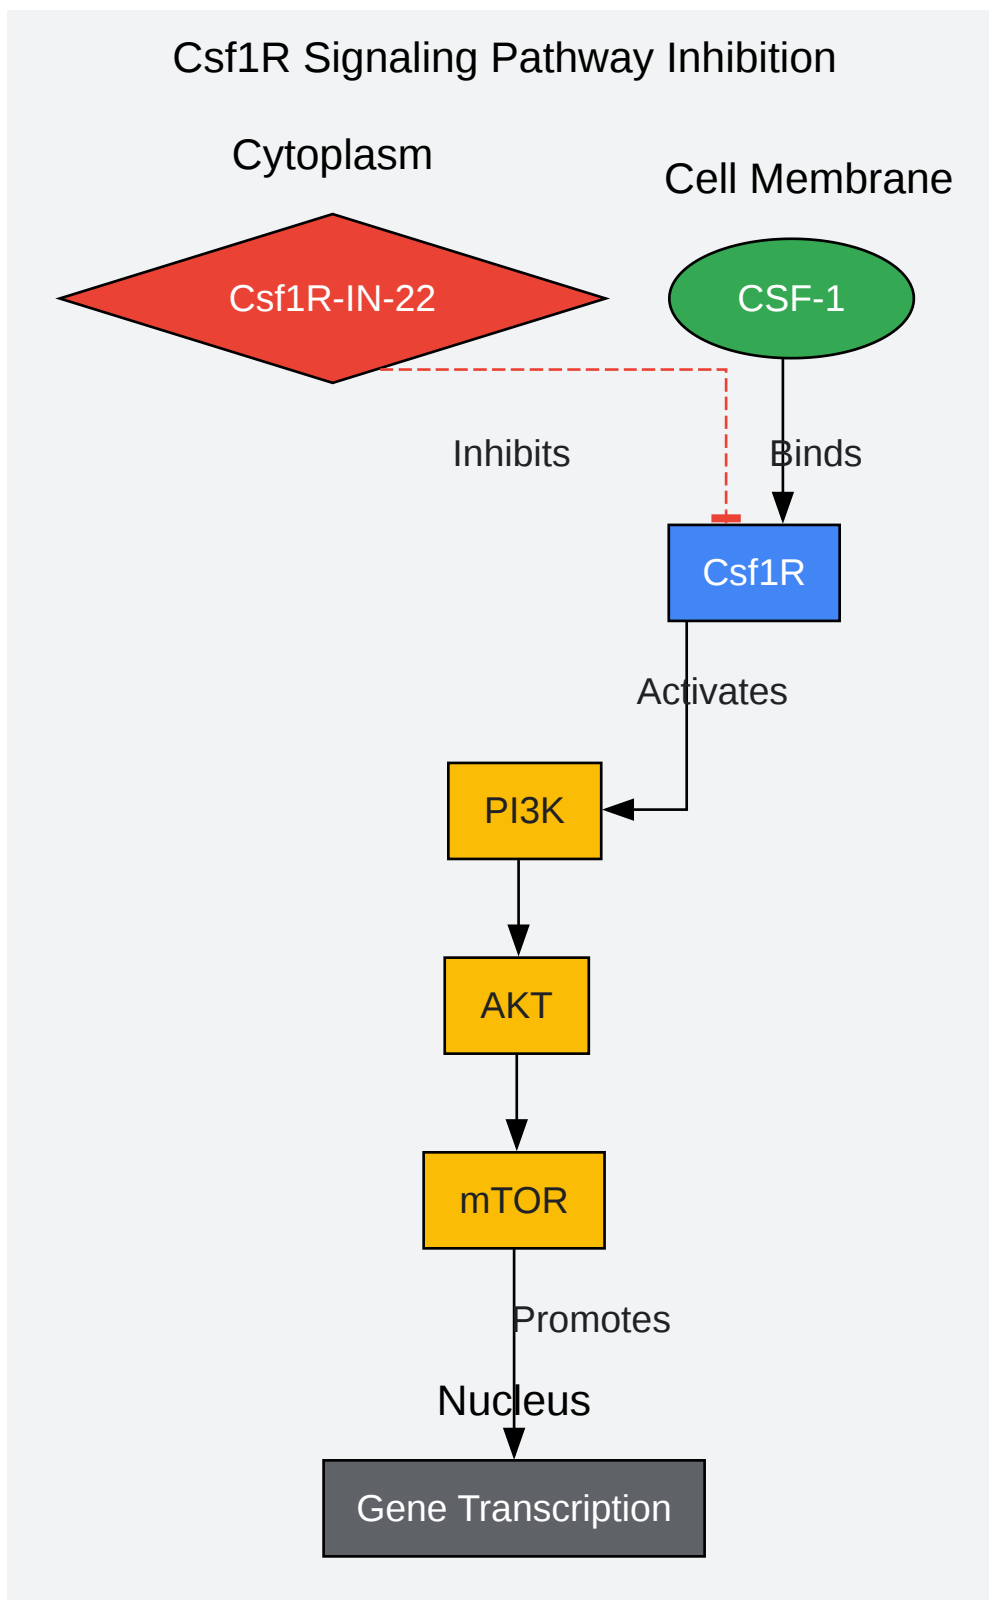 Csf1R Signaling Pathway Inhibition
Cytoplasm
Cell Membrane
Csf1R-IN-22
CSF-1
Inhibits
Binds
Csf1R
Activates
PI3K
AKT
mTOR
Promotes
Nucleus
Gene Transcription